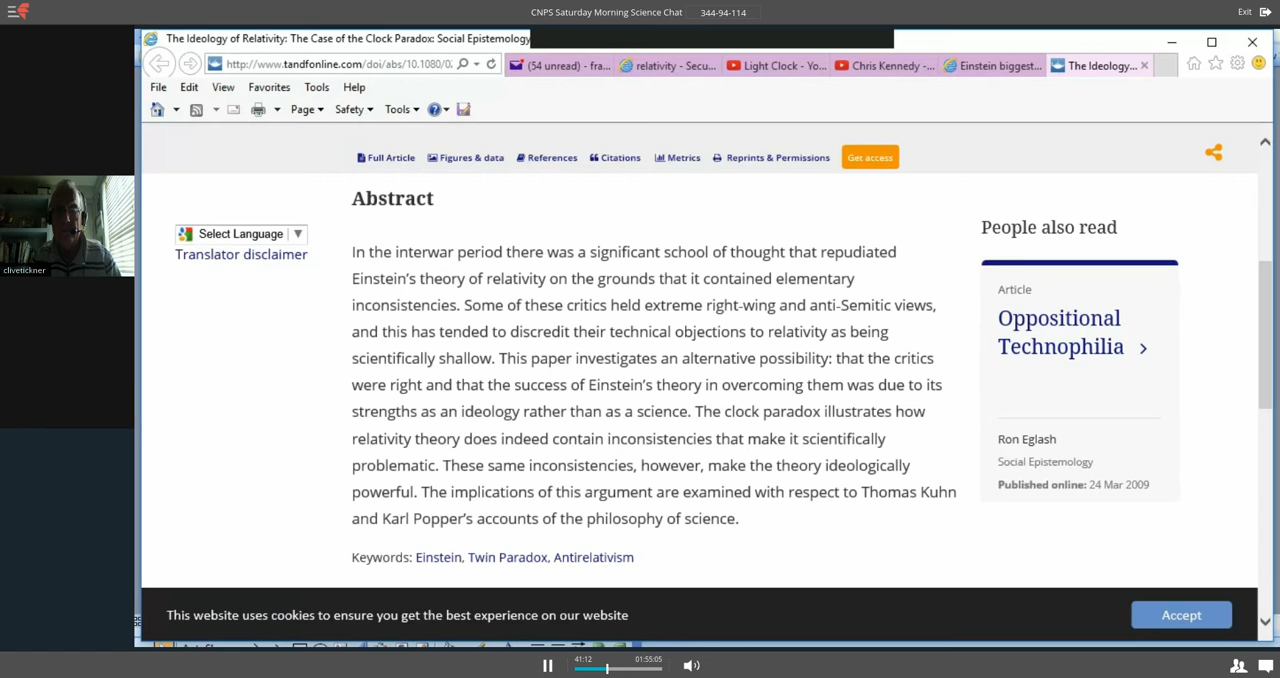 CNPS Saturday Morning Science Chat 344-94-114 Exit
The Ideology of Relativity: The Case of the Clock Paradox: Social Epistemology
http://www.tandfonline.com/doi/abs/10.1080/0 (54 unread) - fra... relativity - Secu... Light Clock - Yo... Chris Kennedy -... Einstein biggest... The Ideology...
File Edit View Favorites Tools Help
Page Safety Tools
Full Article Figures & data References Citations Metrics Reprints & Permissions Get access
Abstract
Select Language
Translator disclaimer
clivetickner
In the interwar period there was a significant school of thought that repudiated
Einstein's theory of relativity on the grounds that it contained elementary
inconsistencies. Some of these critics held extreme right-wing and anti-Semitic views,
and this has tended to discredit their technical objections to relativity as being
scientifically shallow. This paper investigates an alternative possibility: that the critics
were right and that the success of Einstein's theory in overcoming them was due to its
strengths as an ideology rather than as a science. The clock paradox illustrates how
relativity theory does indeed contain inconsistencies that make it scientifically
problematic. These same inconsistencies, however, make the theory ideologically
powerful. The implications of this argument are examined with respect to Thomas Kuhn
and Karl Popper's accounts of the philosophy of science.
Keywords: Einstein, Twin Paradox, Antirelativism
People also read
Article
Oppositional
Technophilia
Ron Eglash
Social Epistemology
Published online: 24 Mar 2009
This website uses cookies to ensure you get the best experience on our website Accept
41:12 01:55:05